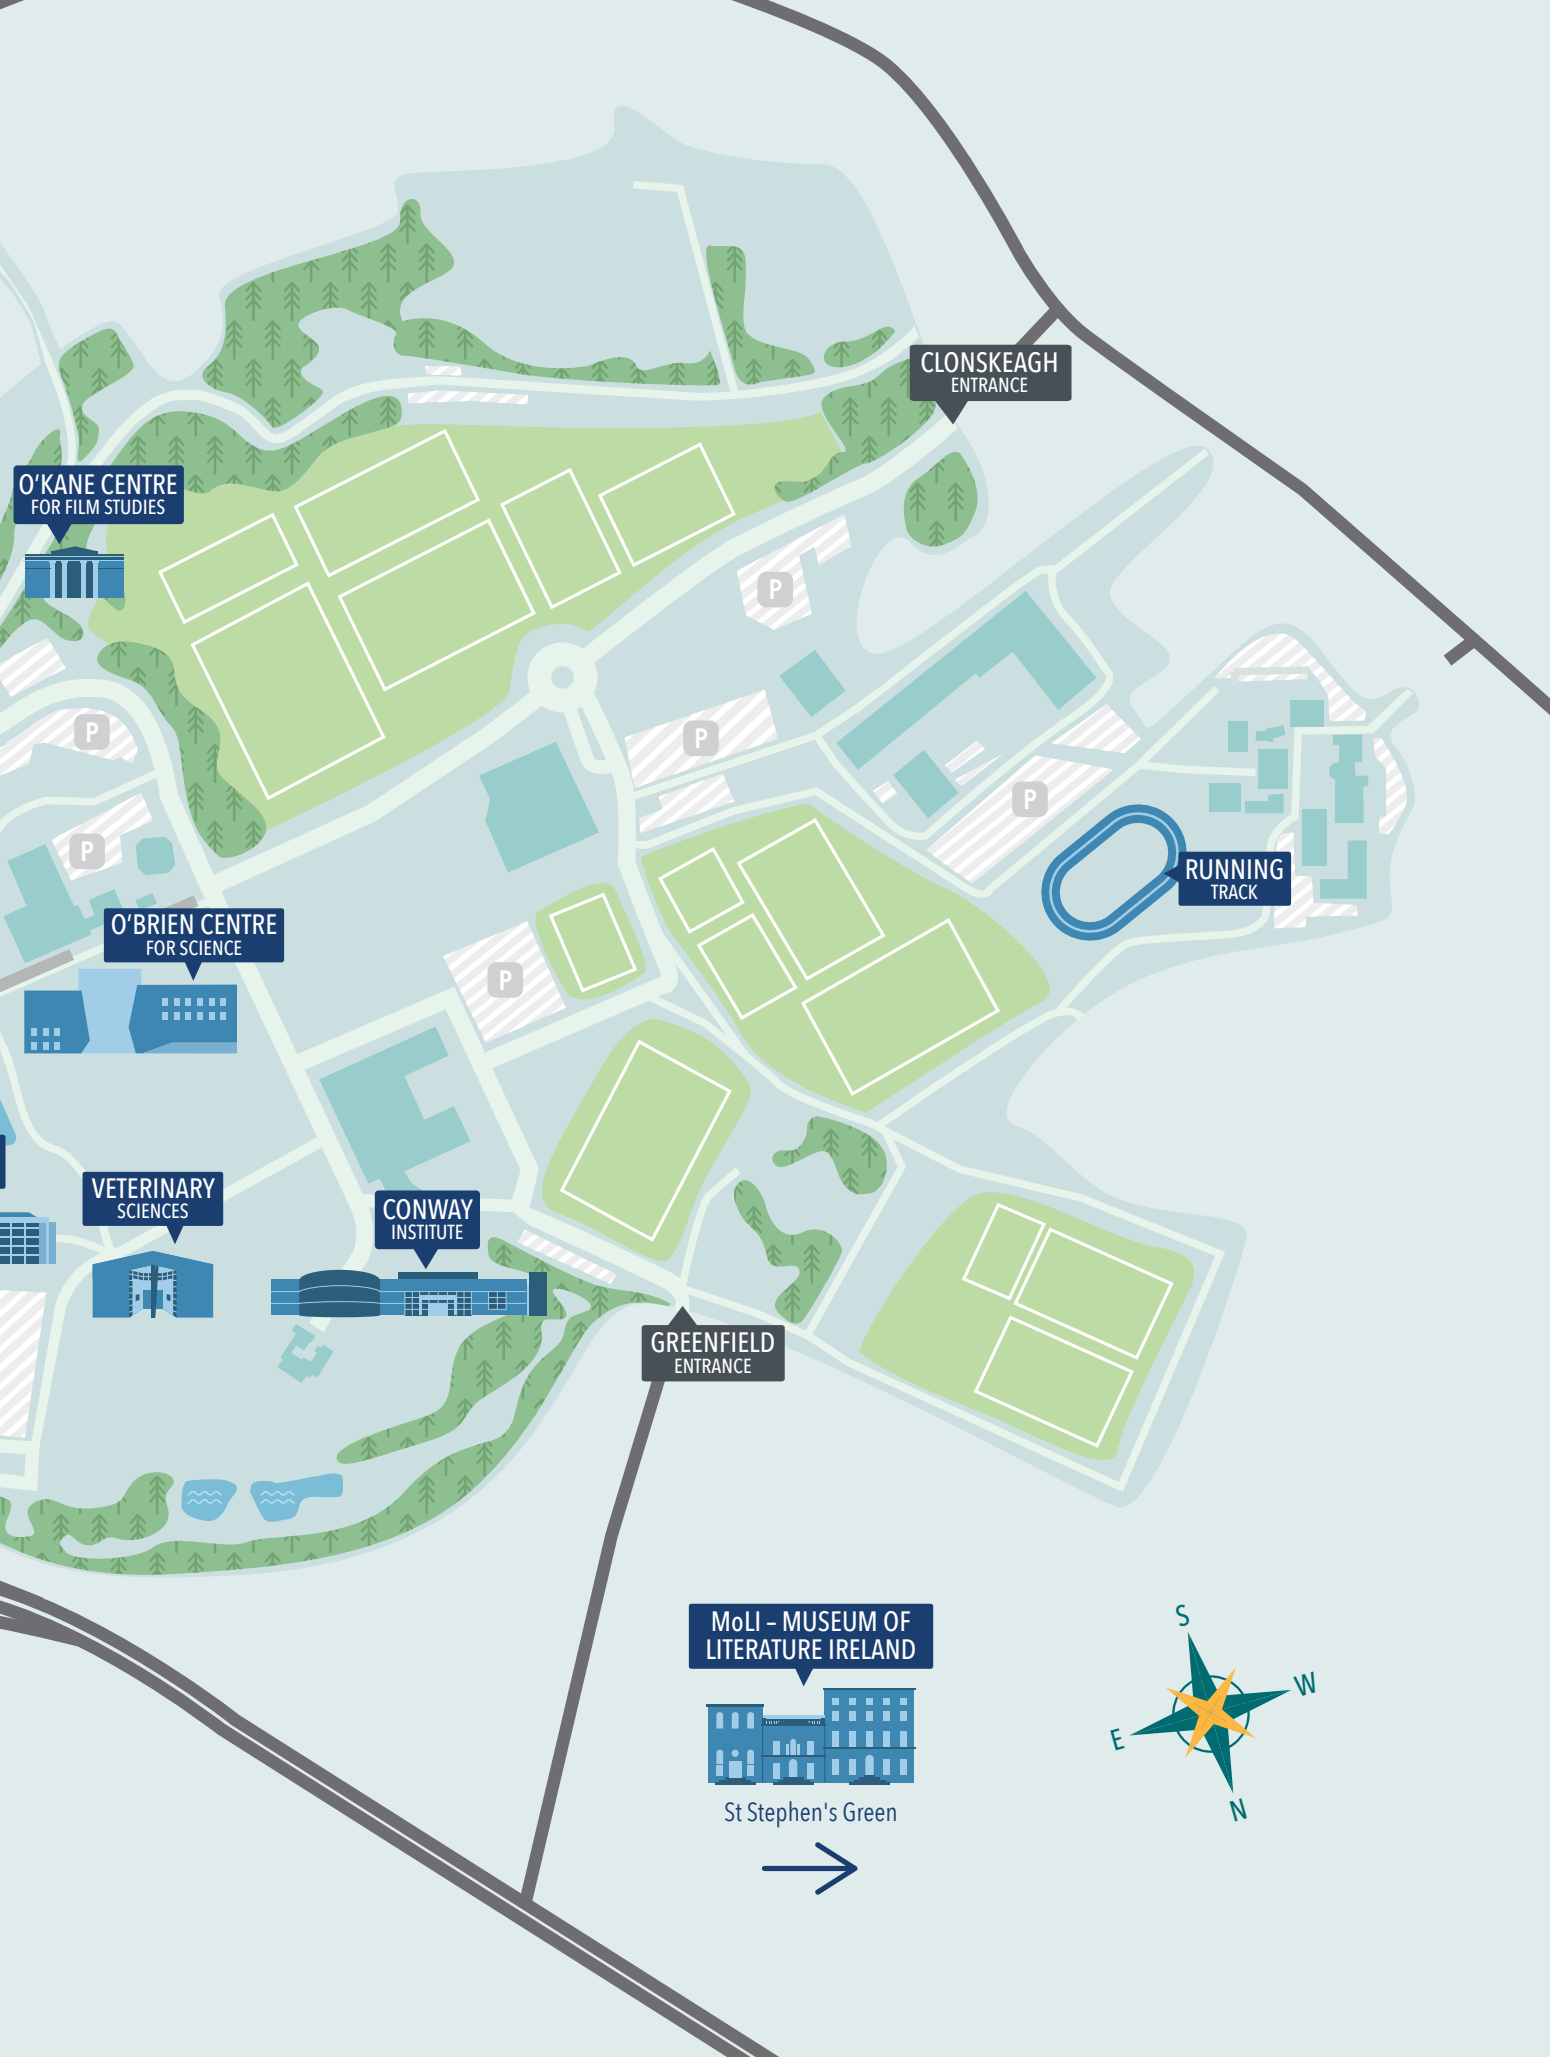 CLONSKEAGH
ENTRANCE
O'KANE CENTRE
FOR FILM STUDIES
P
P
P
P
P
RUNNING
TRACK
P
O'BRIEN CENTRE
FOR SCIENCE
P
VETERINARY
SCIENCES
CONWAY
INSTITUTE
GREENFIELD
ENTRANCE
MoLI – MUSEUM OF
LITERATURE IRELAND
St Stephen's Green
S
W
E
N